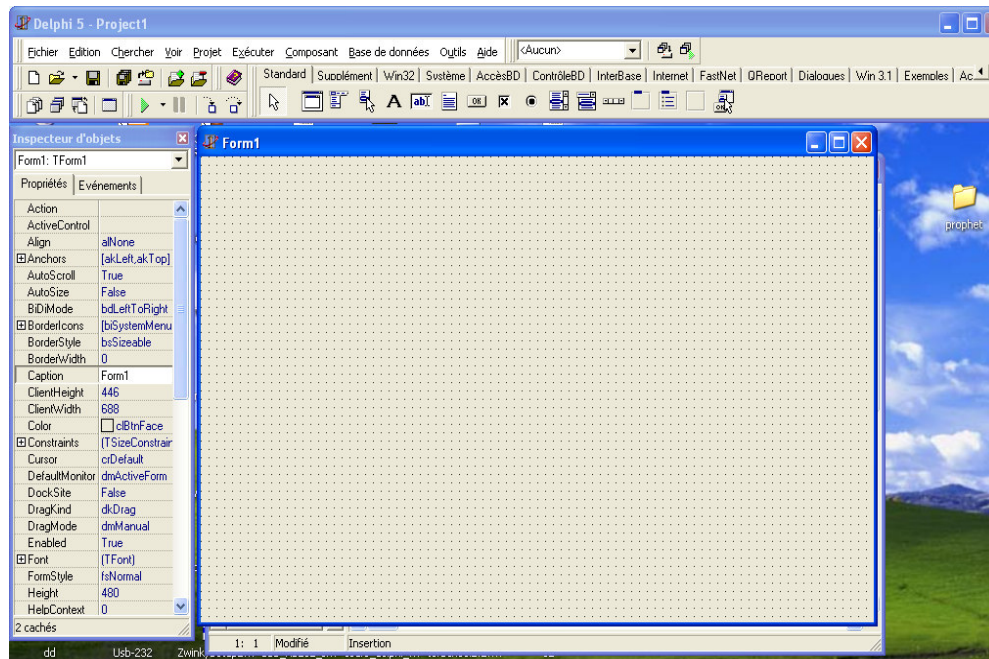 Delphi 5 - Project1
Fichier Edition Chercher Voir Projet Exécuter Composant Base de données Outils Aide <Aucun>
Standard Supplément Win32 Système AccèsBD ContrôleBD InterBase Internet FastNet QReport Dialogues Win 3.1 Exemples Ac
Inspecteur d'objets
Form1: TForm1
Propriétés Evénements
Action
ActiveControl
Align alNone
Anchors [akLeft,akTop]
AutoScroll True
AutoSize False
BiDiMode bdLeftToRight
BorderIcons [biSystemMenu
BorderStyle bsSizeable
BorderWidth 0
Caption Form1
ClientHeight 446
ClientWidth 688
Color clBtnFace
Constraints (TSizeConstrair
Cursor crDefault
DefaultMonitor dmActiveForm
DockSite False
DragKind dkDrag
DragMode dmManual
Enabled True
Font (TFont)
FormStyle fsNormal
Height 480
HelpContext 0
2 cachés
Form1
prophet
1: 1 Modifié Insertion
dd Usb-232